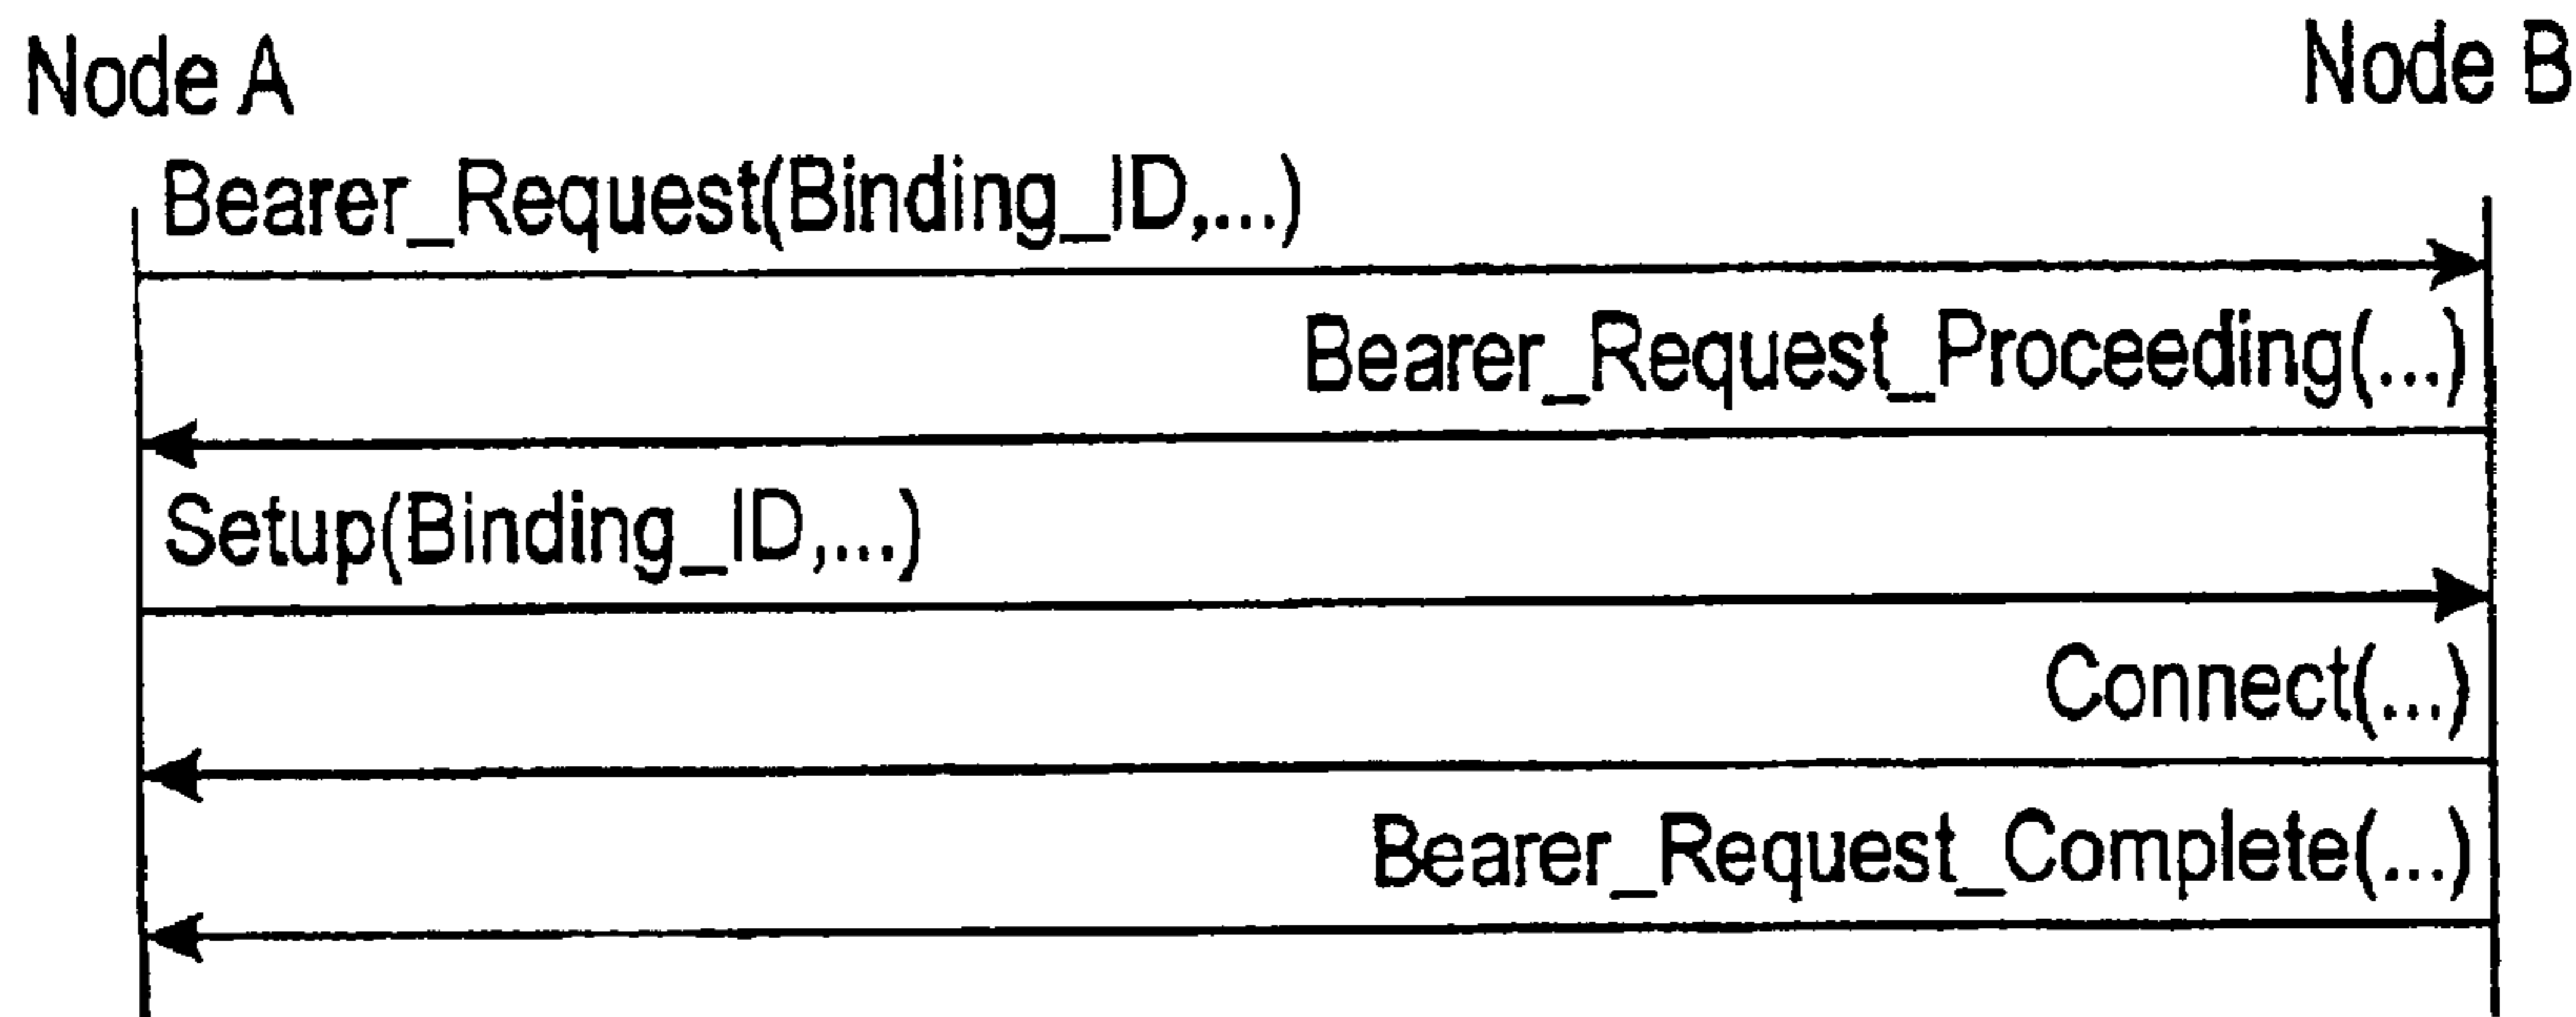 Node A
Node B
Bearer_Request(Binding_ID,...)
Bearer_Request_Proceeding(...)
Setup(Binding_ID,...)
Connect(...)
Bearer_Request_Complete(...)